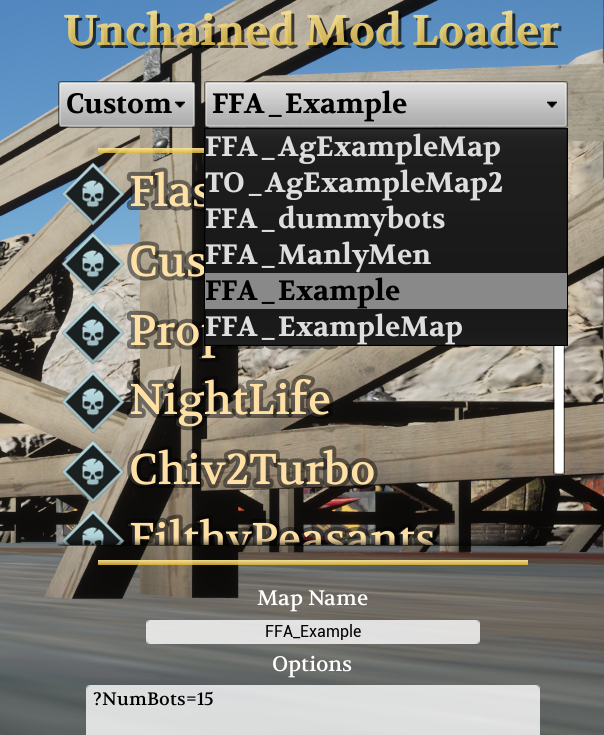 Unchained Mod Loader
Custom
FFA_Example
FFA_AgExampleMap
TO_AgExampleMap2
FFA_dummybots
FFA_ManlyMen
FFA_Example
FFA_ExampleMap
NightLife
Chiv2Turbo
FilthyPeasants
Map Name
FFA_Example
Options
?NumBots=15